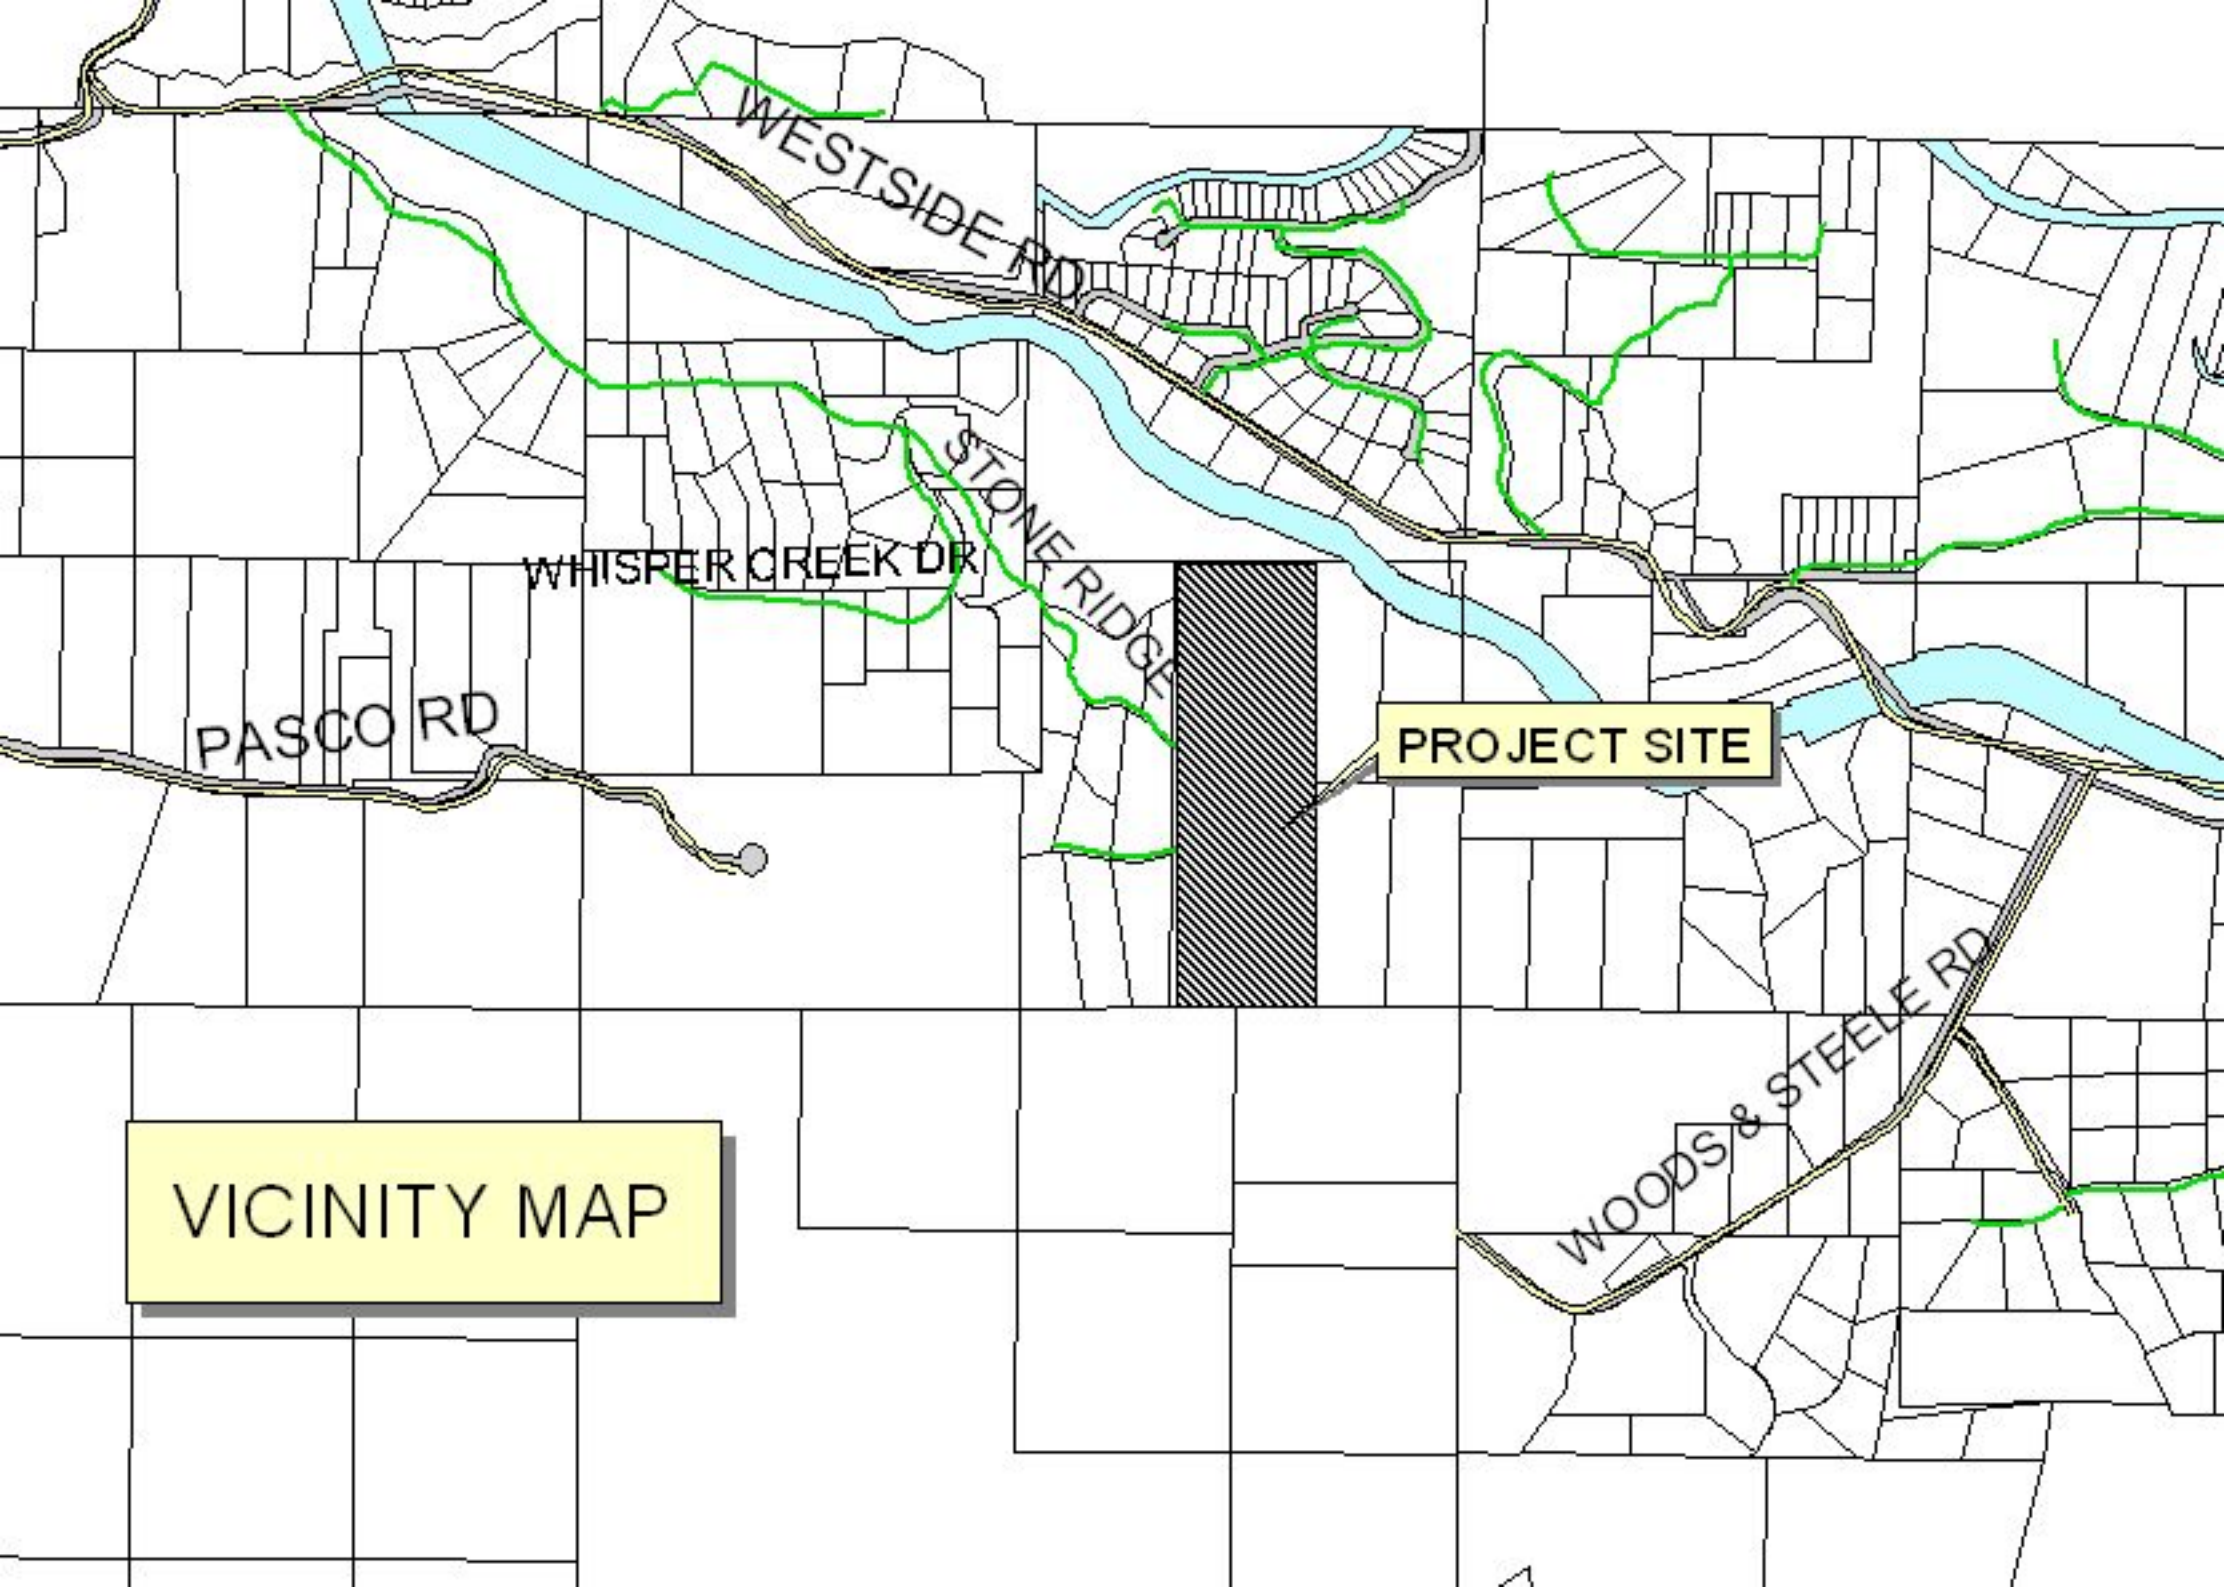 WESTSIDE RD
STONE RIDGE
WHISPER CREEK DR
PASCO RD
PROJECT SITE
WOODS & STEELE RD
VICINITY MAP